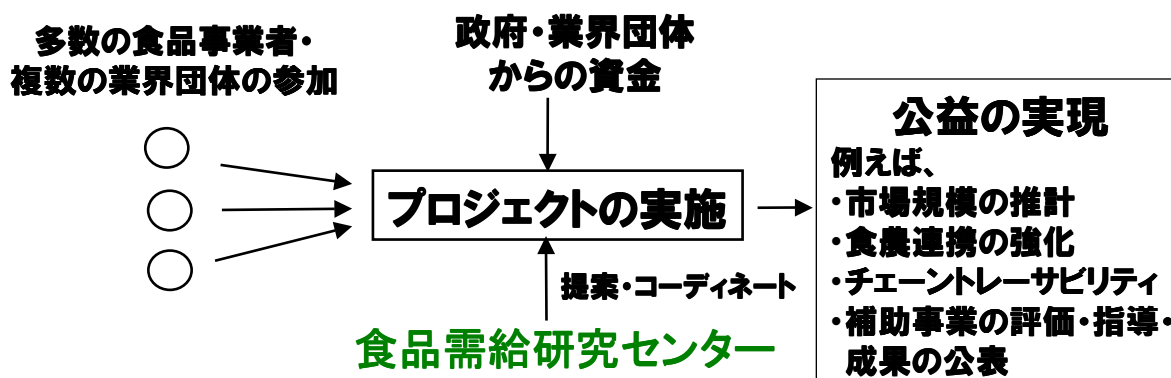 多数の食品事業者・
複数の業界団体の参加
政府・業界団体
からの資金
プロジェクトの実施
提案・コーディネート
食品需給研究センター
公益の実現
例えば、
・市場規模の推計
・食農連携の強化
・チェーントレーサビリティ
・補助事業の評価・指導・
成果の公表